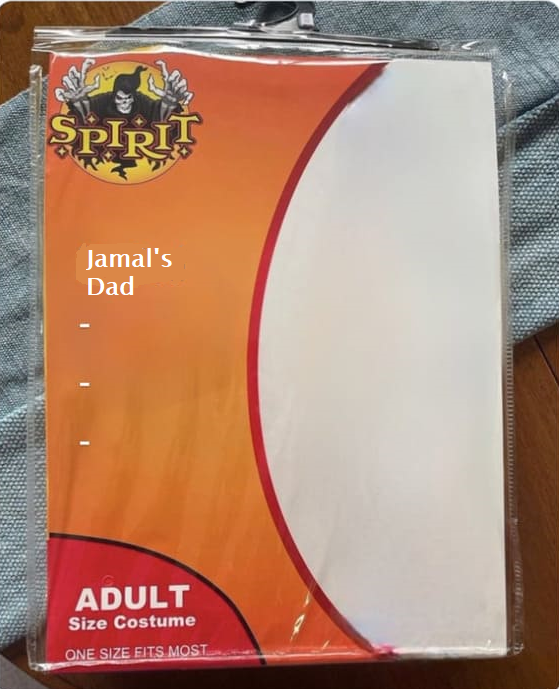 SPIRIT
Jamal's
Dad
-
-
-
ADULT
Size Costume
ONE SIZE FITS MOST